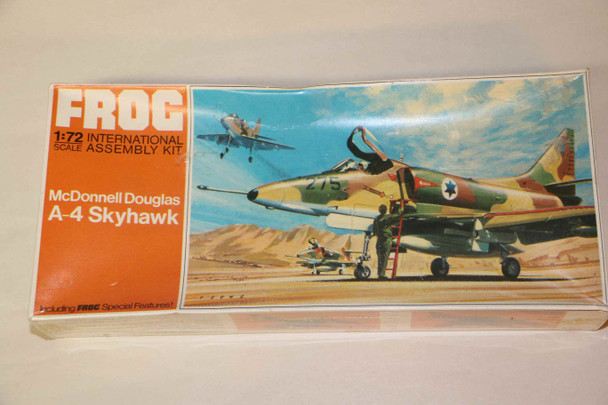 FROG
1:72 INTERNATIONAL
SCALE ASSEMBLY KIT
McDonnell Douglas
A-4 Skyhawk
Including FROG Special Features!
275